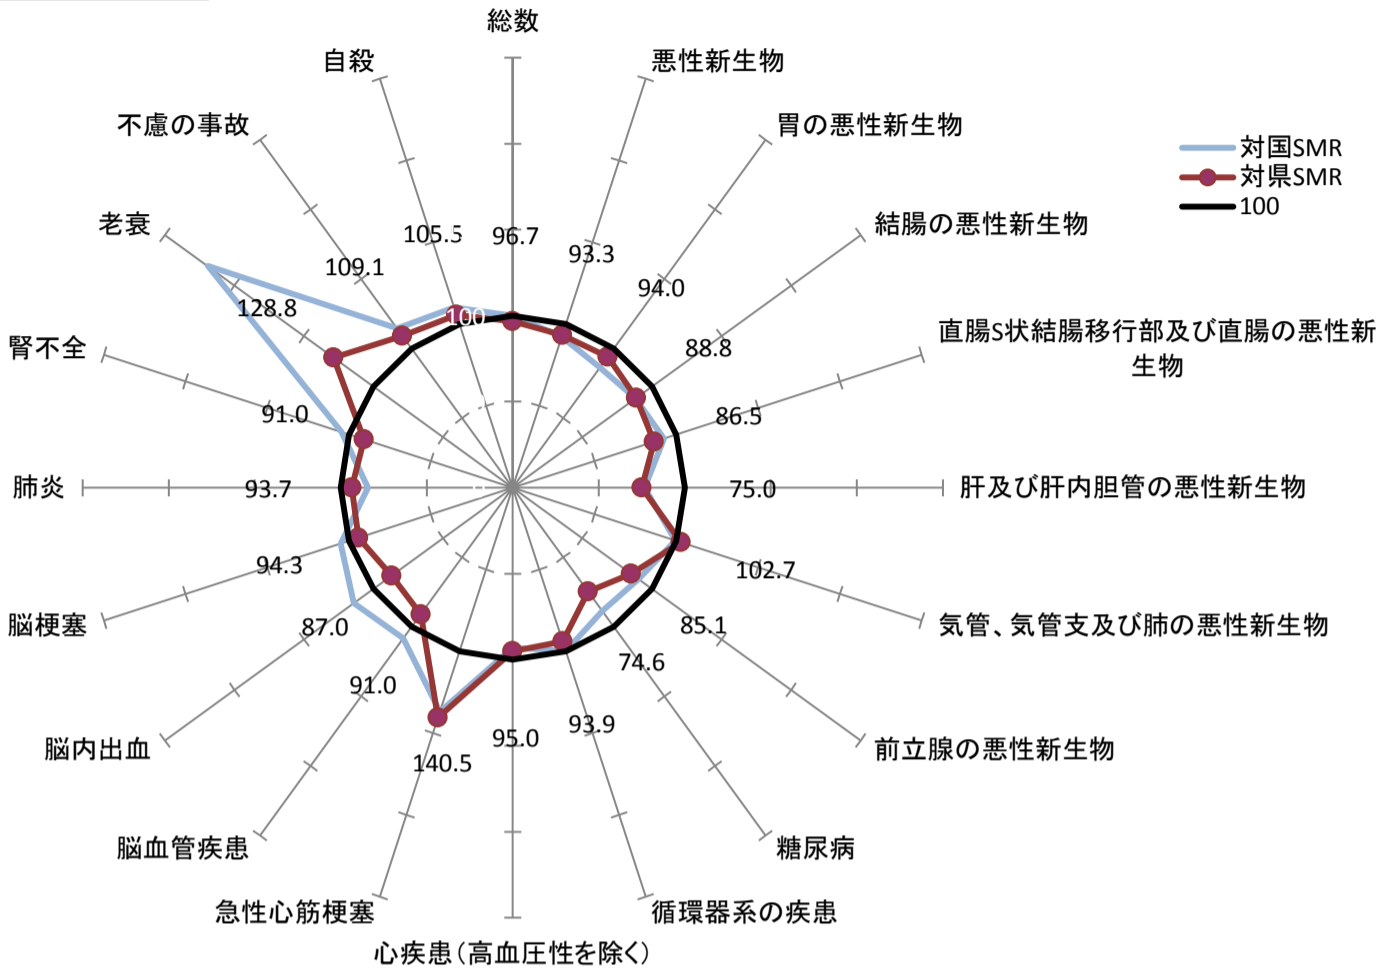 総数
悪性新生物
胃の悪性新生物
結腸の悪性新生物
直腸S状結腸移行部及び直腸の悪性新
生物
肝及び肝内胆管の悪性新生物
気管、気管支及び肺の悪性新生物
前立腺の悪性新生物
糖尿病
循環器系の疾患
心疾患（高血圧性を除く）
急性心筋梗塞
脳血管疾患
脳内出血
脳梗塞
肺炎
腎不全
老衰
不慮の事故
自殺
96.7
93.3
94.0
88.8
86.5
75.0
102.7
85.1
74.6
93.9
95.0
140.5
91.0
87.0
94.3
93.7
91.0
128.8
109.1
105.5
100
対国SMR
対県SMR
100